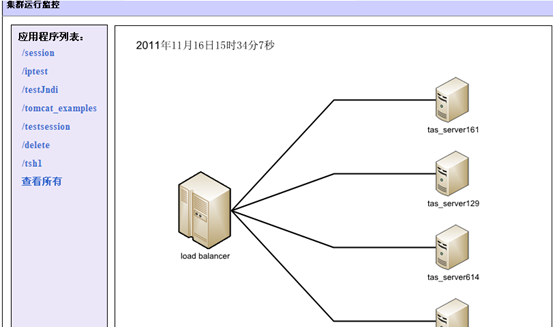 集群运行监控
应用程序列表：
/session
/iptest
/testJndi
/tomcat_examples
/testsession
/delete
/tsh1
查看所有
2011年11月16日15时34分7秒
tas_server161
tas_server129
load balancer
tas_server614